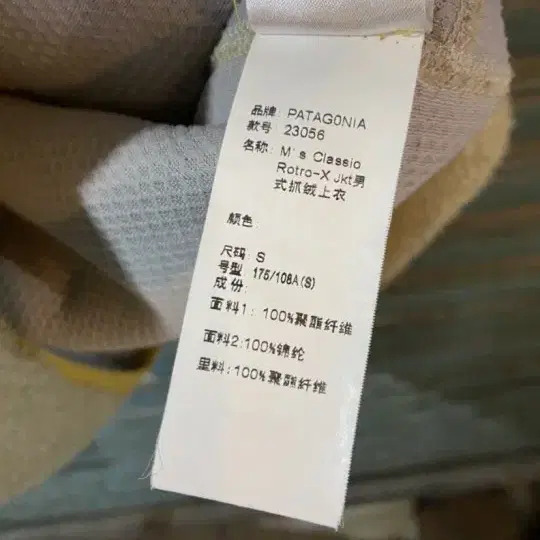 品牌: PATAGONIA
款号 23056
名称: M's Classio
Rotro-X Jkt男
式抓绒上衣
颜色:
尺码: S
号型: 175/108A(S)
成份:
面料1: 100%聚酯纤维
面料2:100%锦纶
里料:100%聚酯纤维